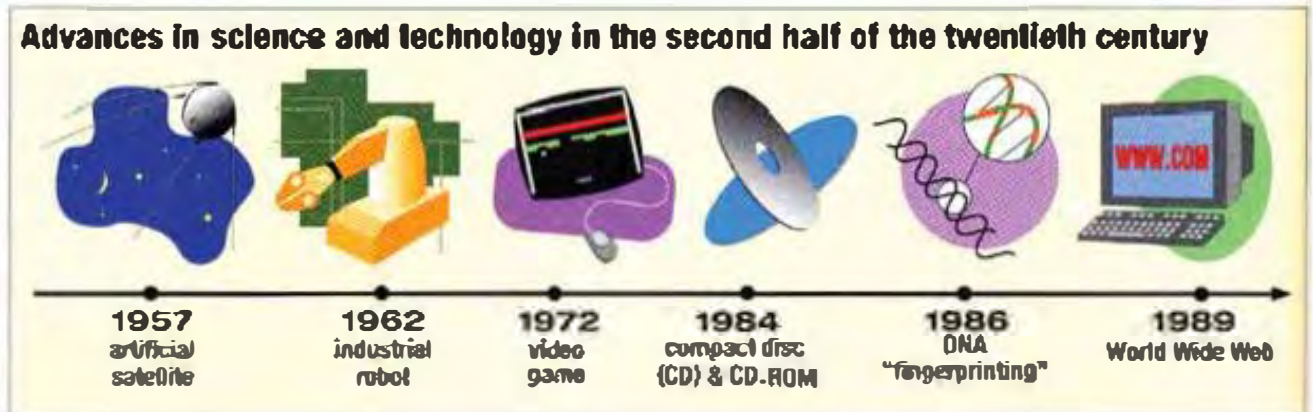 Advances in science and technology in the second half of the twentieth century
WWW.COM
1957
artificial
satellite
1962
industrial
robot
1972
video
game
1984
compact disc
(CD) & CD-ROM
1986
DNA
"fingerprinting"
1989
World Wide Web